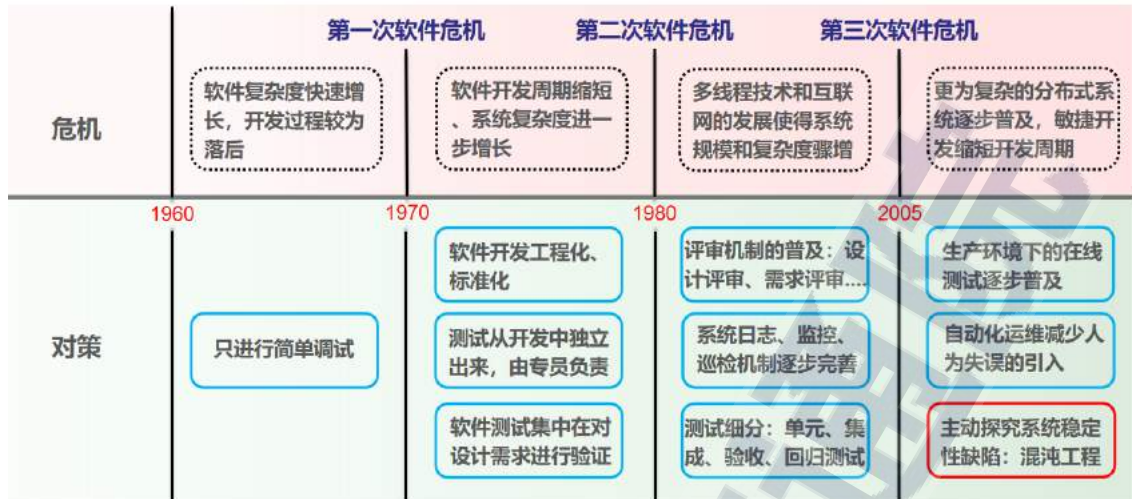 第一次软件危机
第二次软件危机
第三次软件危机
危机
软件复杂度快速增
长，开发过程较为
落后
软件开发周期缩短
、系统复杂度进一
步增长
多线程技术和互联
网的发展使得系统
规模和复杂度骤增
更为复杂的分布式系
统逐步普及，敏捷开
发缩短开发周期
1960
1970
1980
2005
对策
只进行简单调试
软件开发工程化、
标准化
测试从开发中独立
出来，由专员负责
软件测试集中在对
设计需求进行验证
评审机制的普及：设
计评审、需求评审....
系统日志、监控、
巡检机制逐步完善
测试细分：单元、集
成、验收、回归测试
生产环境下的在线
测试逐步普及
自动化运维减少人
为失误的引入
主动探究系统稳定
性缺陷：混沌工程